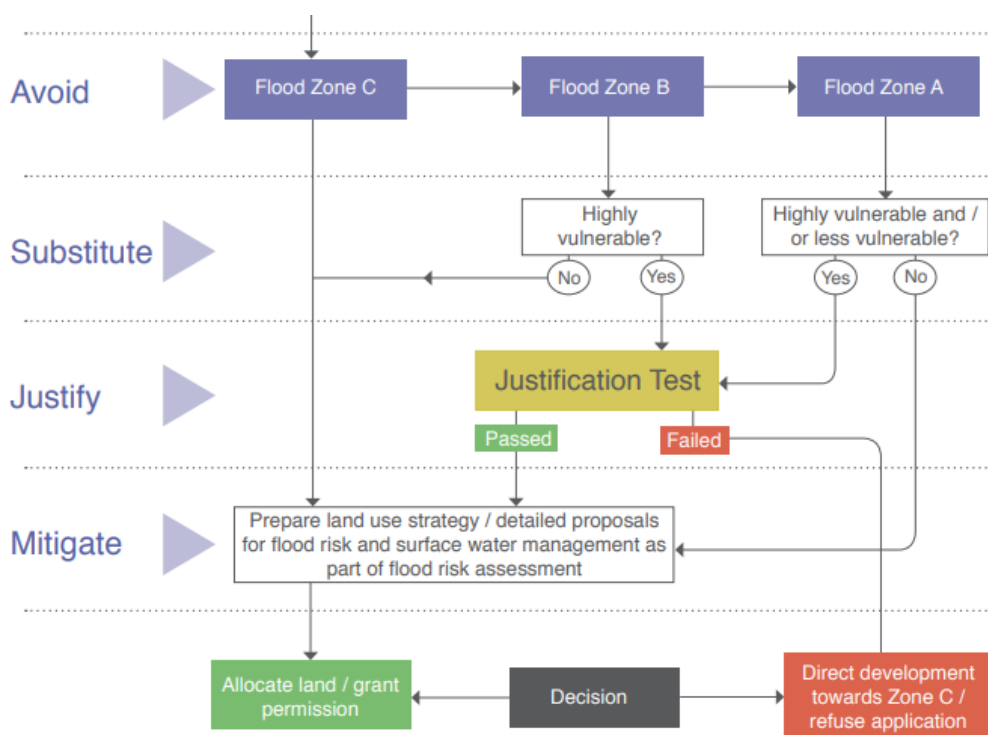 Avoid
Flood Zone C
Flood Zone B
Flood Zone A
Substitute
Highly
vulnerable?
No
Yes
Highly vulnerable and /
or less vulnerable?
Yes
No
Justify
Justification Test
Passed
Failed
Mitigate
Prepare land use strategy / detailed proposals
for flood risk and surface water management as
part of flood risk assessment
Allocate land / grant
permission
Decision
Direct development
towards Zone C /
refuse application